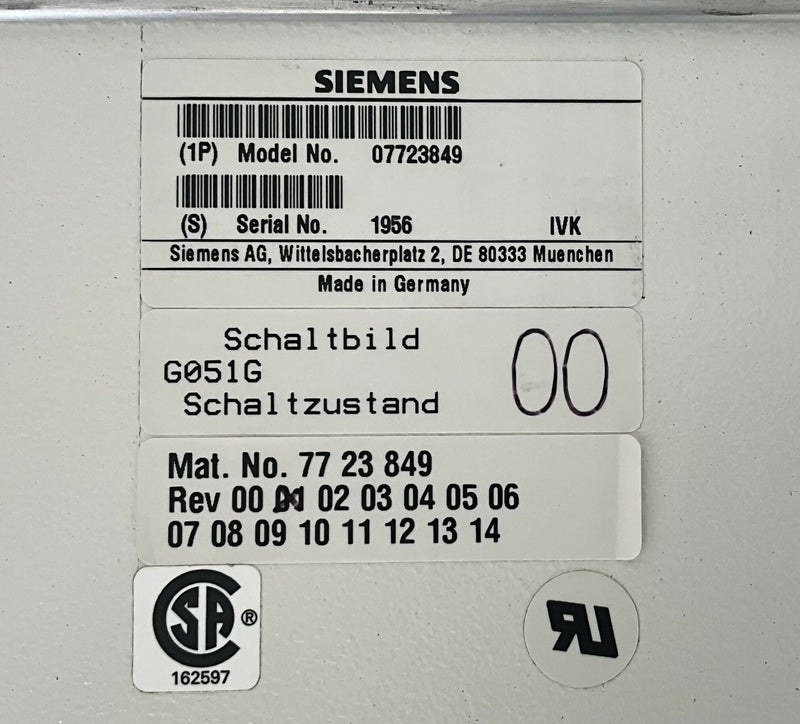 SIEMENS
(1P) Model No. 07723849
(S) Serial No. 1956 IVK
Siemens AG, Wittelsbacherplatz 2, DE 80333 Muenchen
Made in Germany
Schaltbild
G051G
Schaltzustand
00
Mat. No. 77 23 849
Rev 00 01 02 03 04 05 06
07 08 09 10 11 12 13 14
CSA ®
162597
RU